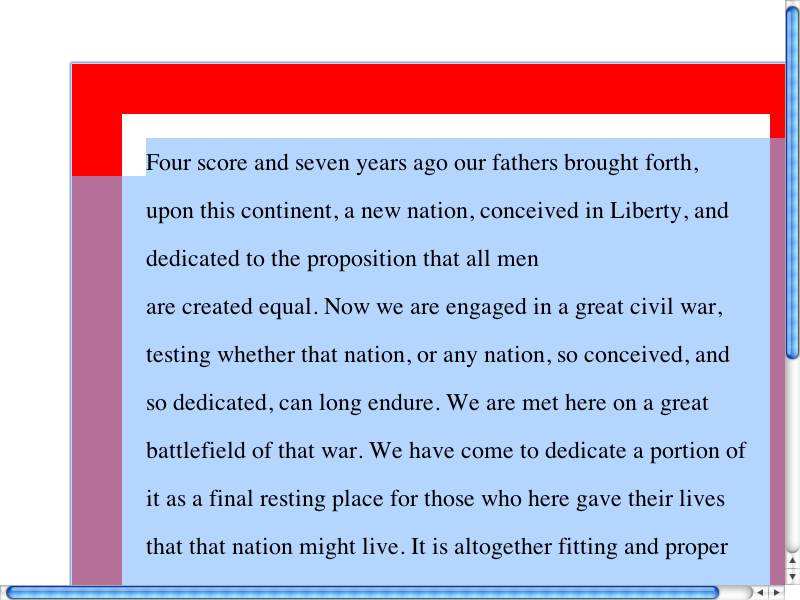 Four score and seven years ago our fathers brought forth,
upon this continent, a new nation, conceived in Liberty, and
dedicated to the proposition that all men
are created equal. Now we are engaged in a great civil war,
testing whether that nation, or any nation, so conceived, and
so dedicated, can long endure. We are met here on a great
battlefield of that war. We have come to dedicate a portion of
it as a final resting place for those who here gave their lives
that that nation might live. It is altogether fitting and proper